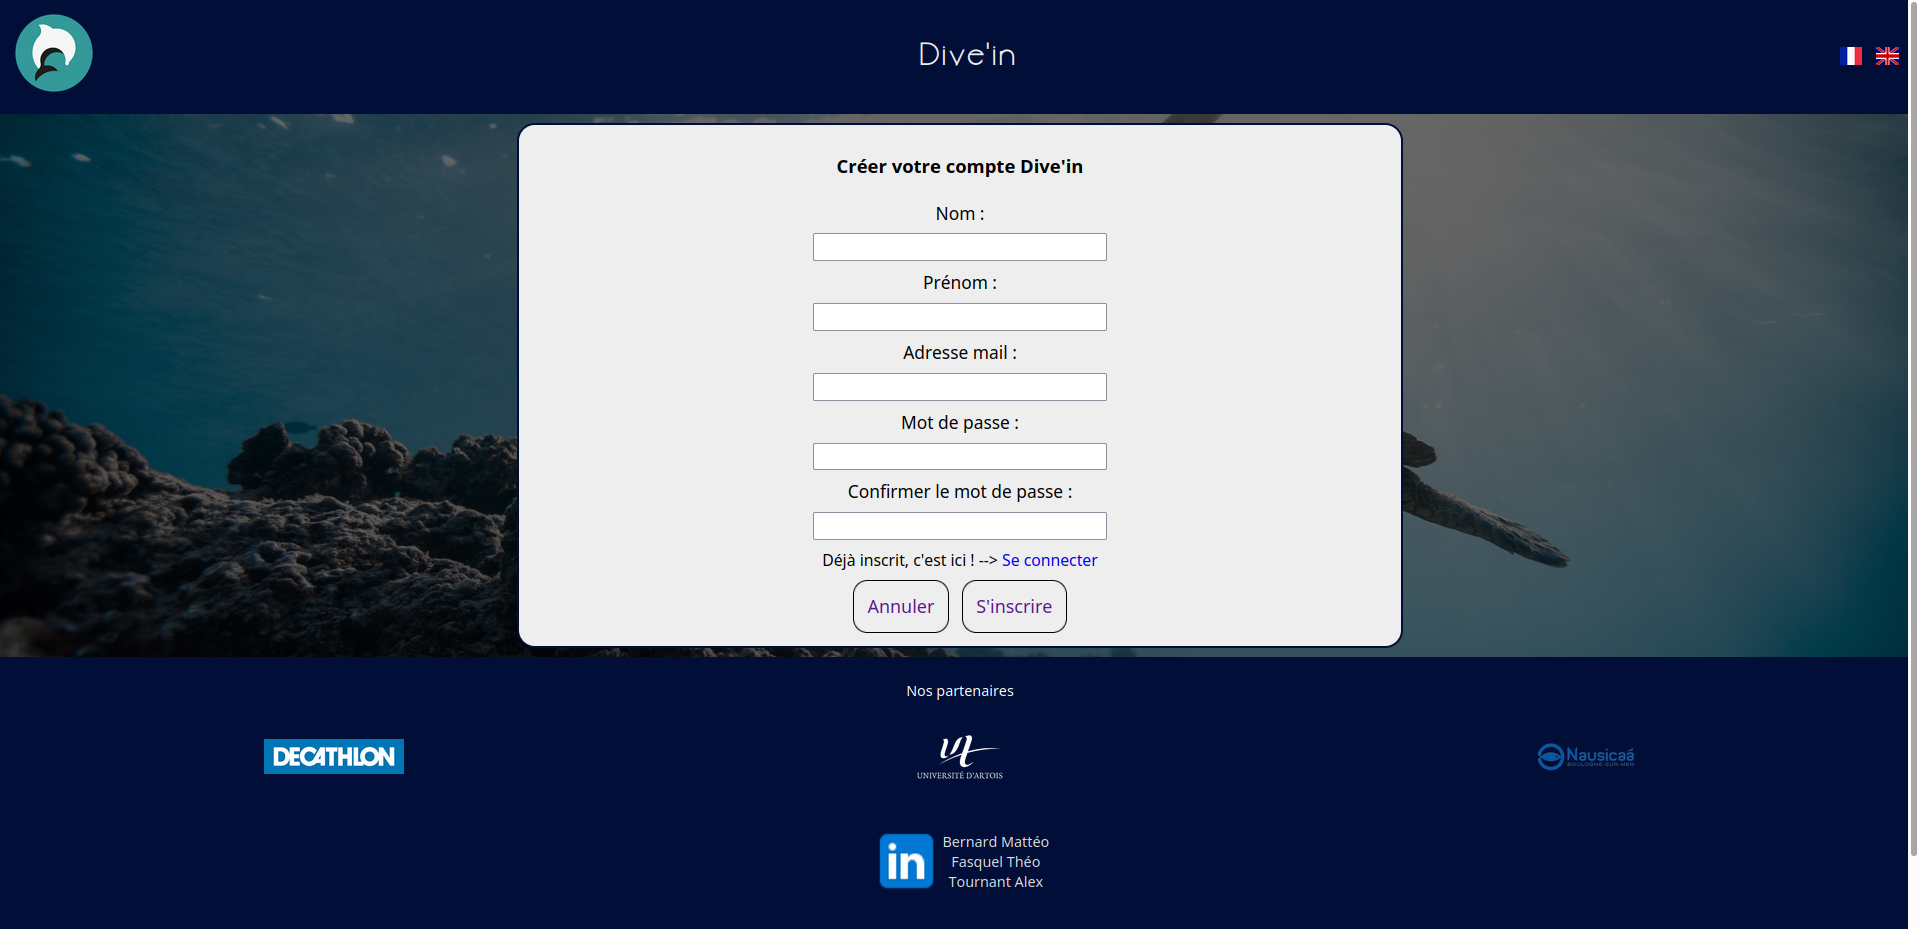 Dive'in
Créer votre compte Dive'in
Nom :
Prénom :
Adresse mail :
Mot de passe :
Confirmer le mot de passe :
Déjà inscrit, c'est ici ! --> Se connecter
Annuler S'inscrire
Nos partenaires
DECATHLON
UNIVERSITÉ D'ARTOIS
Nausicaá
BOULOGNE-SUR-MER
in
Bernard Mattéo
Fasquel Théo
Tournant Alex